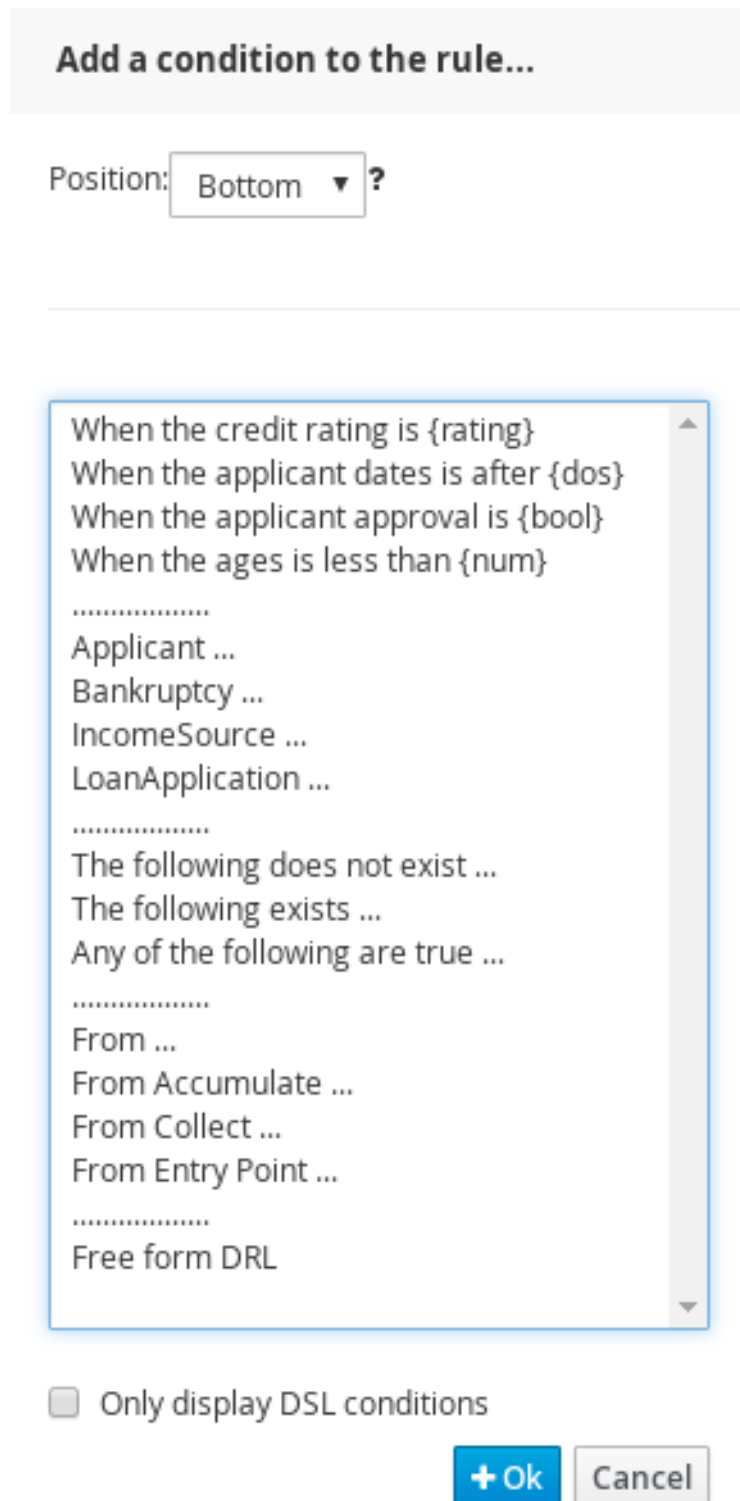 Add a condition to the rule...
Position: Bottom ▼ ?
When the credit rating is {rating}
When the applicant dates is after {dos}
When the applicant approval is {bool}
When the ages is less than {num}
..................
Applicant ...
Bankruptcy ...
IncomeSource ...
LoanApplication ...
..................
The following does not exist ...
The following exists ...
Any of the following are true ...
..................
From ...
From Accumulate ...
From Collect ...
From Entry Point ...
..................
Free form DRL
Only display DSL conditions
+ Ok Cancel